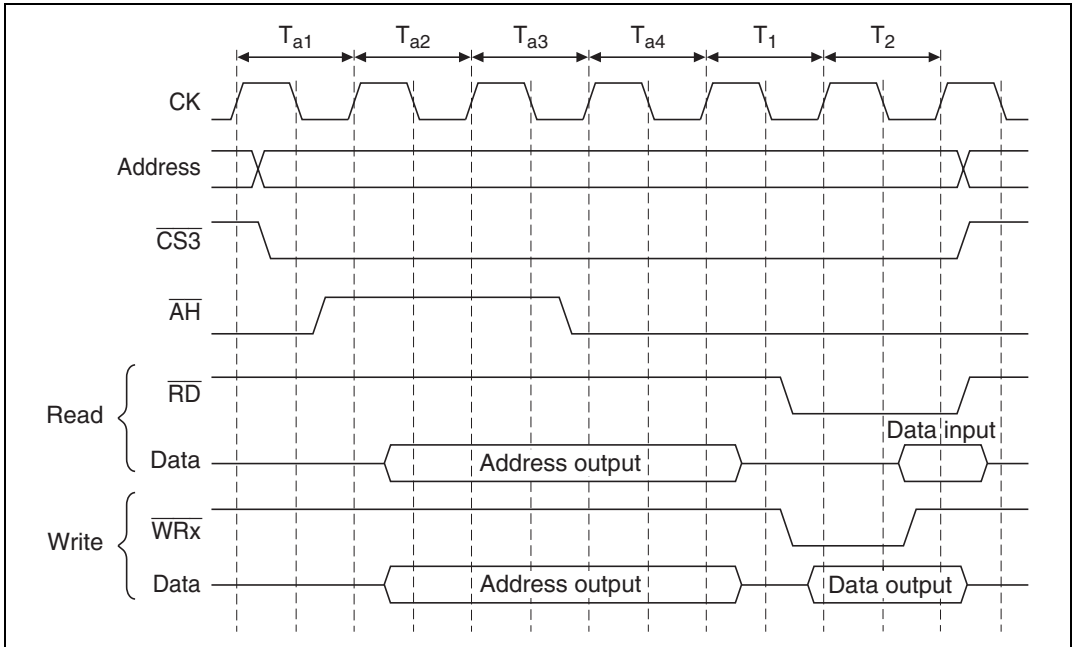 Ta1 Ta2 Ta3 Ta4 T1 T2
CK
Address
CS3
AH
Read
RD
Data input
Data
Address output
Write
WRx
Data
Address output
Data output